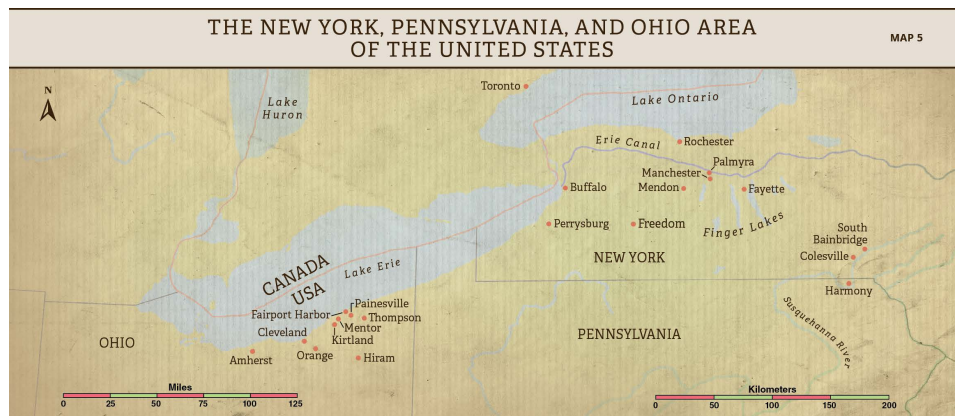 THE NEW YORK, PENNSYLVANIA, AND OHIO AREA
OF THE UNITED STATES
MAP 5
N
Lake
Huron
Toronto
Lake Ontario
Erie Canal
Rochester
Palmyra
Manchester
Mendon
Fayette
Buffalo
Perrysburg
Freedom
Finger Lakes
South
Bainbridge
Colesville
NEW YORK
CANADA
USA
Lake Erie
Harmony
Painesville
Fairport Harbor
Thompson
Mentor
Cleveland
Kirtland
OHIO
Amherst
Orange
Hiram
PENNSYLVANIA
Susquehanna River
Miles
0 25 50 75 100 125
Kilometers
0 50 100 150 200